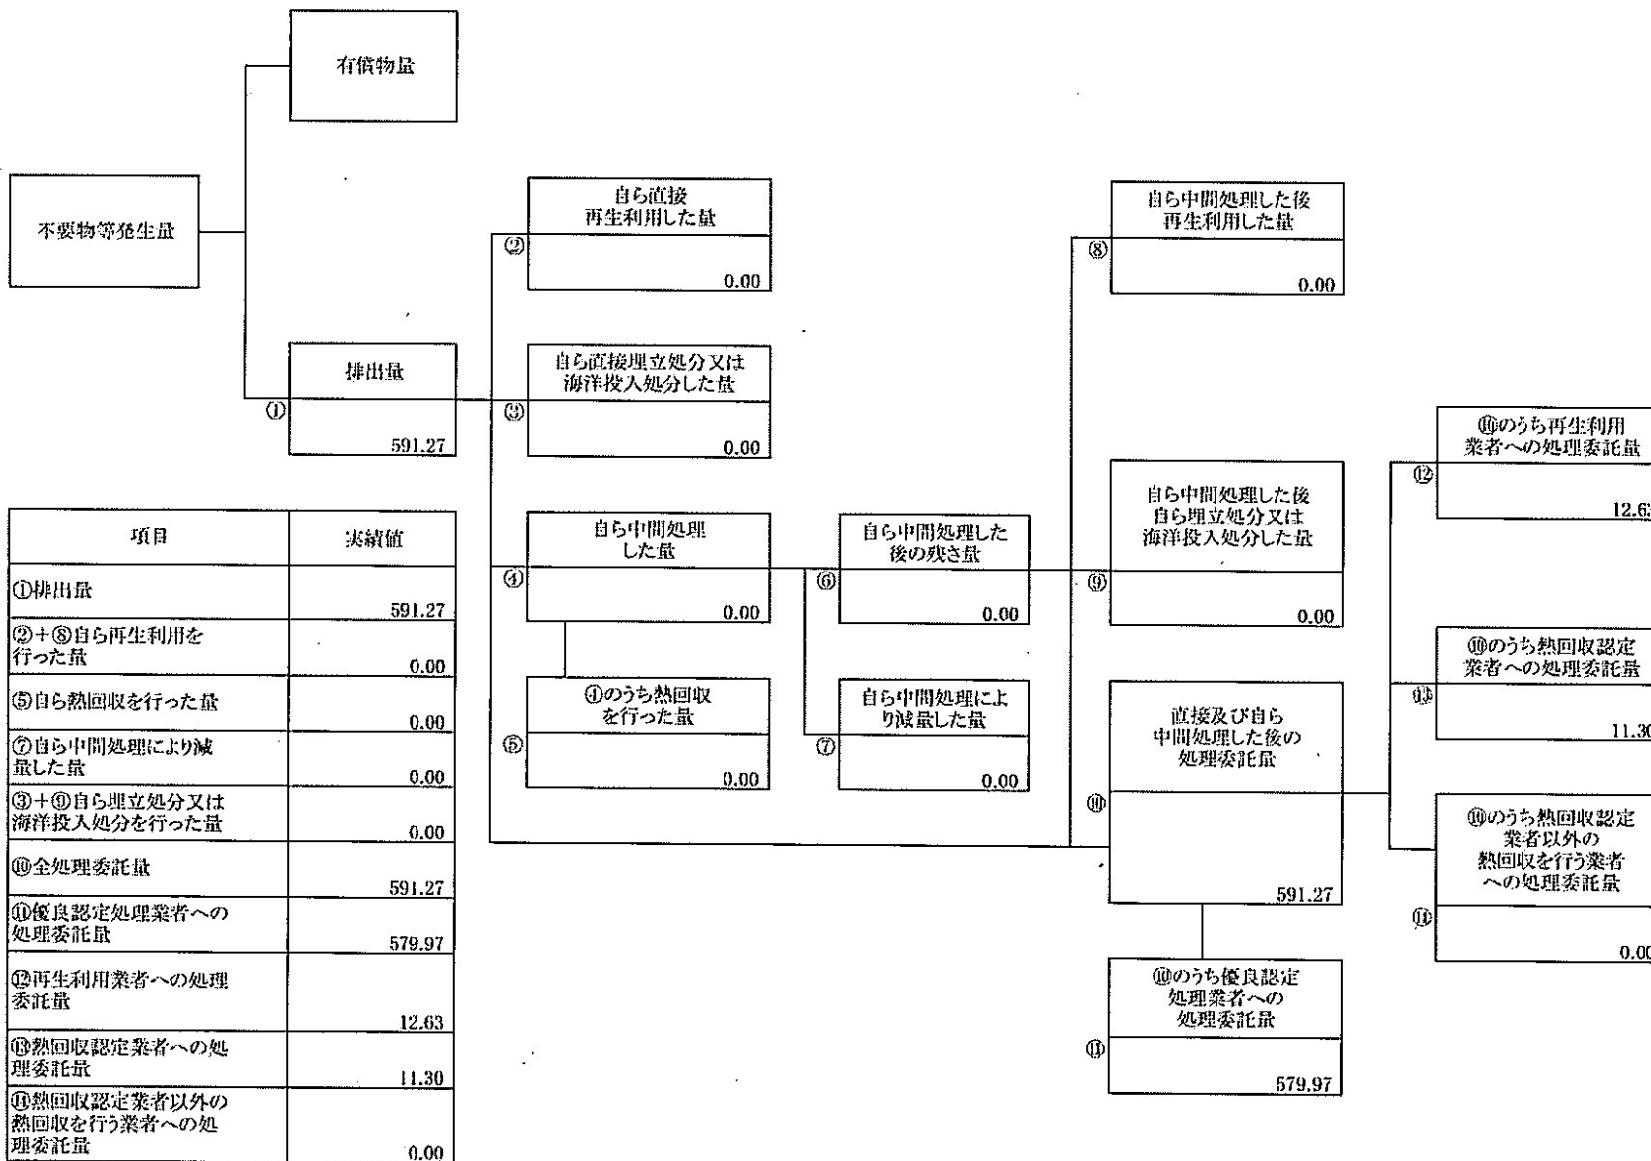 有償物量
不要物等発生量
排出量
①
591.27
自ら直接
再生利用した量
②
0.00
自ら直接埋立処分又は
海洋投入処分した量
③
0.00
自ら中間処理
した量
④
0.00
④のうち熱回収
を行った量
⑤
0.00
自ら中間処理した
後の残さ量
⑥
0.00
自ら中間処理によ
り減量した量
⑦
0.00
自ら中間処理した後
再生利用した量
⑧
0.00
自ら中間処理した後
自ら埋立処分又は
海洋投入処分した量
⑨
0.00
直接及び自ら
中間処理した後の
処理委託量
⑩
591.27
⑩のうち優良認定
処理業者への
処理委託量
⑪
579.97
⑩のうち再生利用
業者への処理委託量
⑫
12.63
⑩のうち熱回収認定
業者への処理委託量
⑬
11.30
⑩のうち熱回収認定
業者以外の
熱回収を行う業者
への処理委託量
⑭
0.00
項目 実績値
①排出量
591.27
②+⑧自ら再生利用を
行った量
0.00
⑤自ら熱回収を行った量
0.00
⑦自ら中間処理により減
量した量
0.00
③+⑨自ら埋立処分又は
海洋投入処分を行った量
0.00
⑩全処理委託量
591.27
⑪優良認定処理業者への
処理委託量
579.97
⑫再生利用業者への処理
委託量
12.63
⑬熱回収認定業者への処
理委託量
11.30
⑭熱回収認定業者以外の
熱回収を行う業者への処
理委託量
0.00